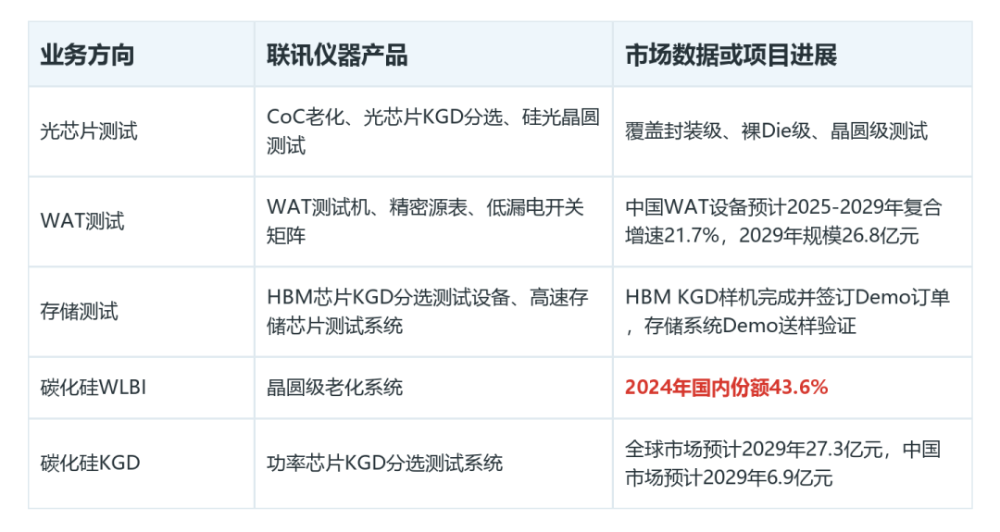 业务方向
联讯仪器产品
市场数据或项目进展
光芯片测试
CoC老化、光芯片KGD分选、硅光晶圆
测试
覆盖封装级、裸Die级、晶圆级测试
WAT测试
WAT测试机、精密源表、低漏电开关
矩阵
中国WAT设备预计2025-2029年复合
增速21.7%，2029年规模26.8亿元
存储测试
HBM芯片KGD分选测试设备、高速存
储芯片测试系统
HBM KGD样机完成并签订Demo订单
，存储系统Demo送样验证
碳化硅WLBI
晶圆级老化系统
2024年国内份额43.6%
碳化硅KGD
功率芯片KGD分选测试系统
全球市场预计2029年27.3亿元，中国
市场预计2029年6.9亿元